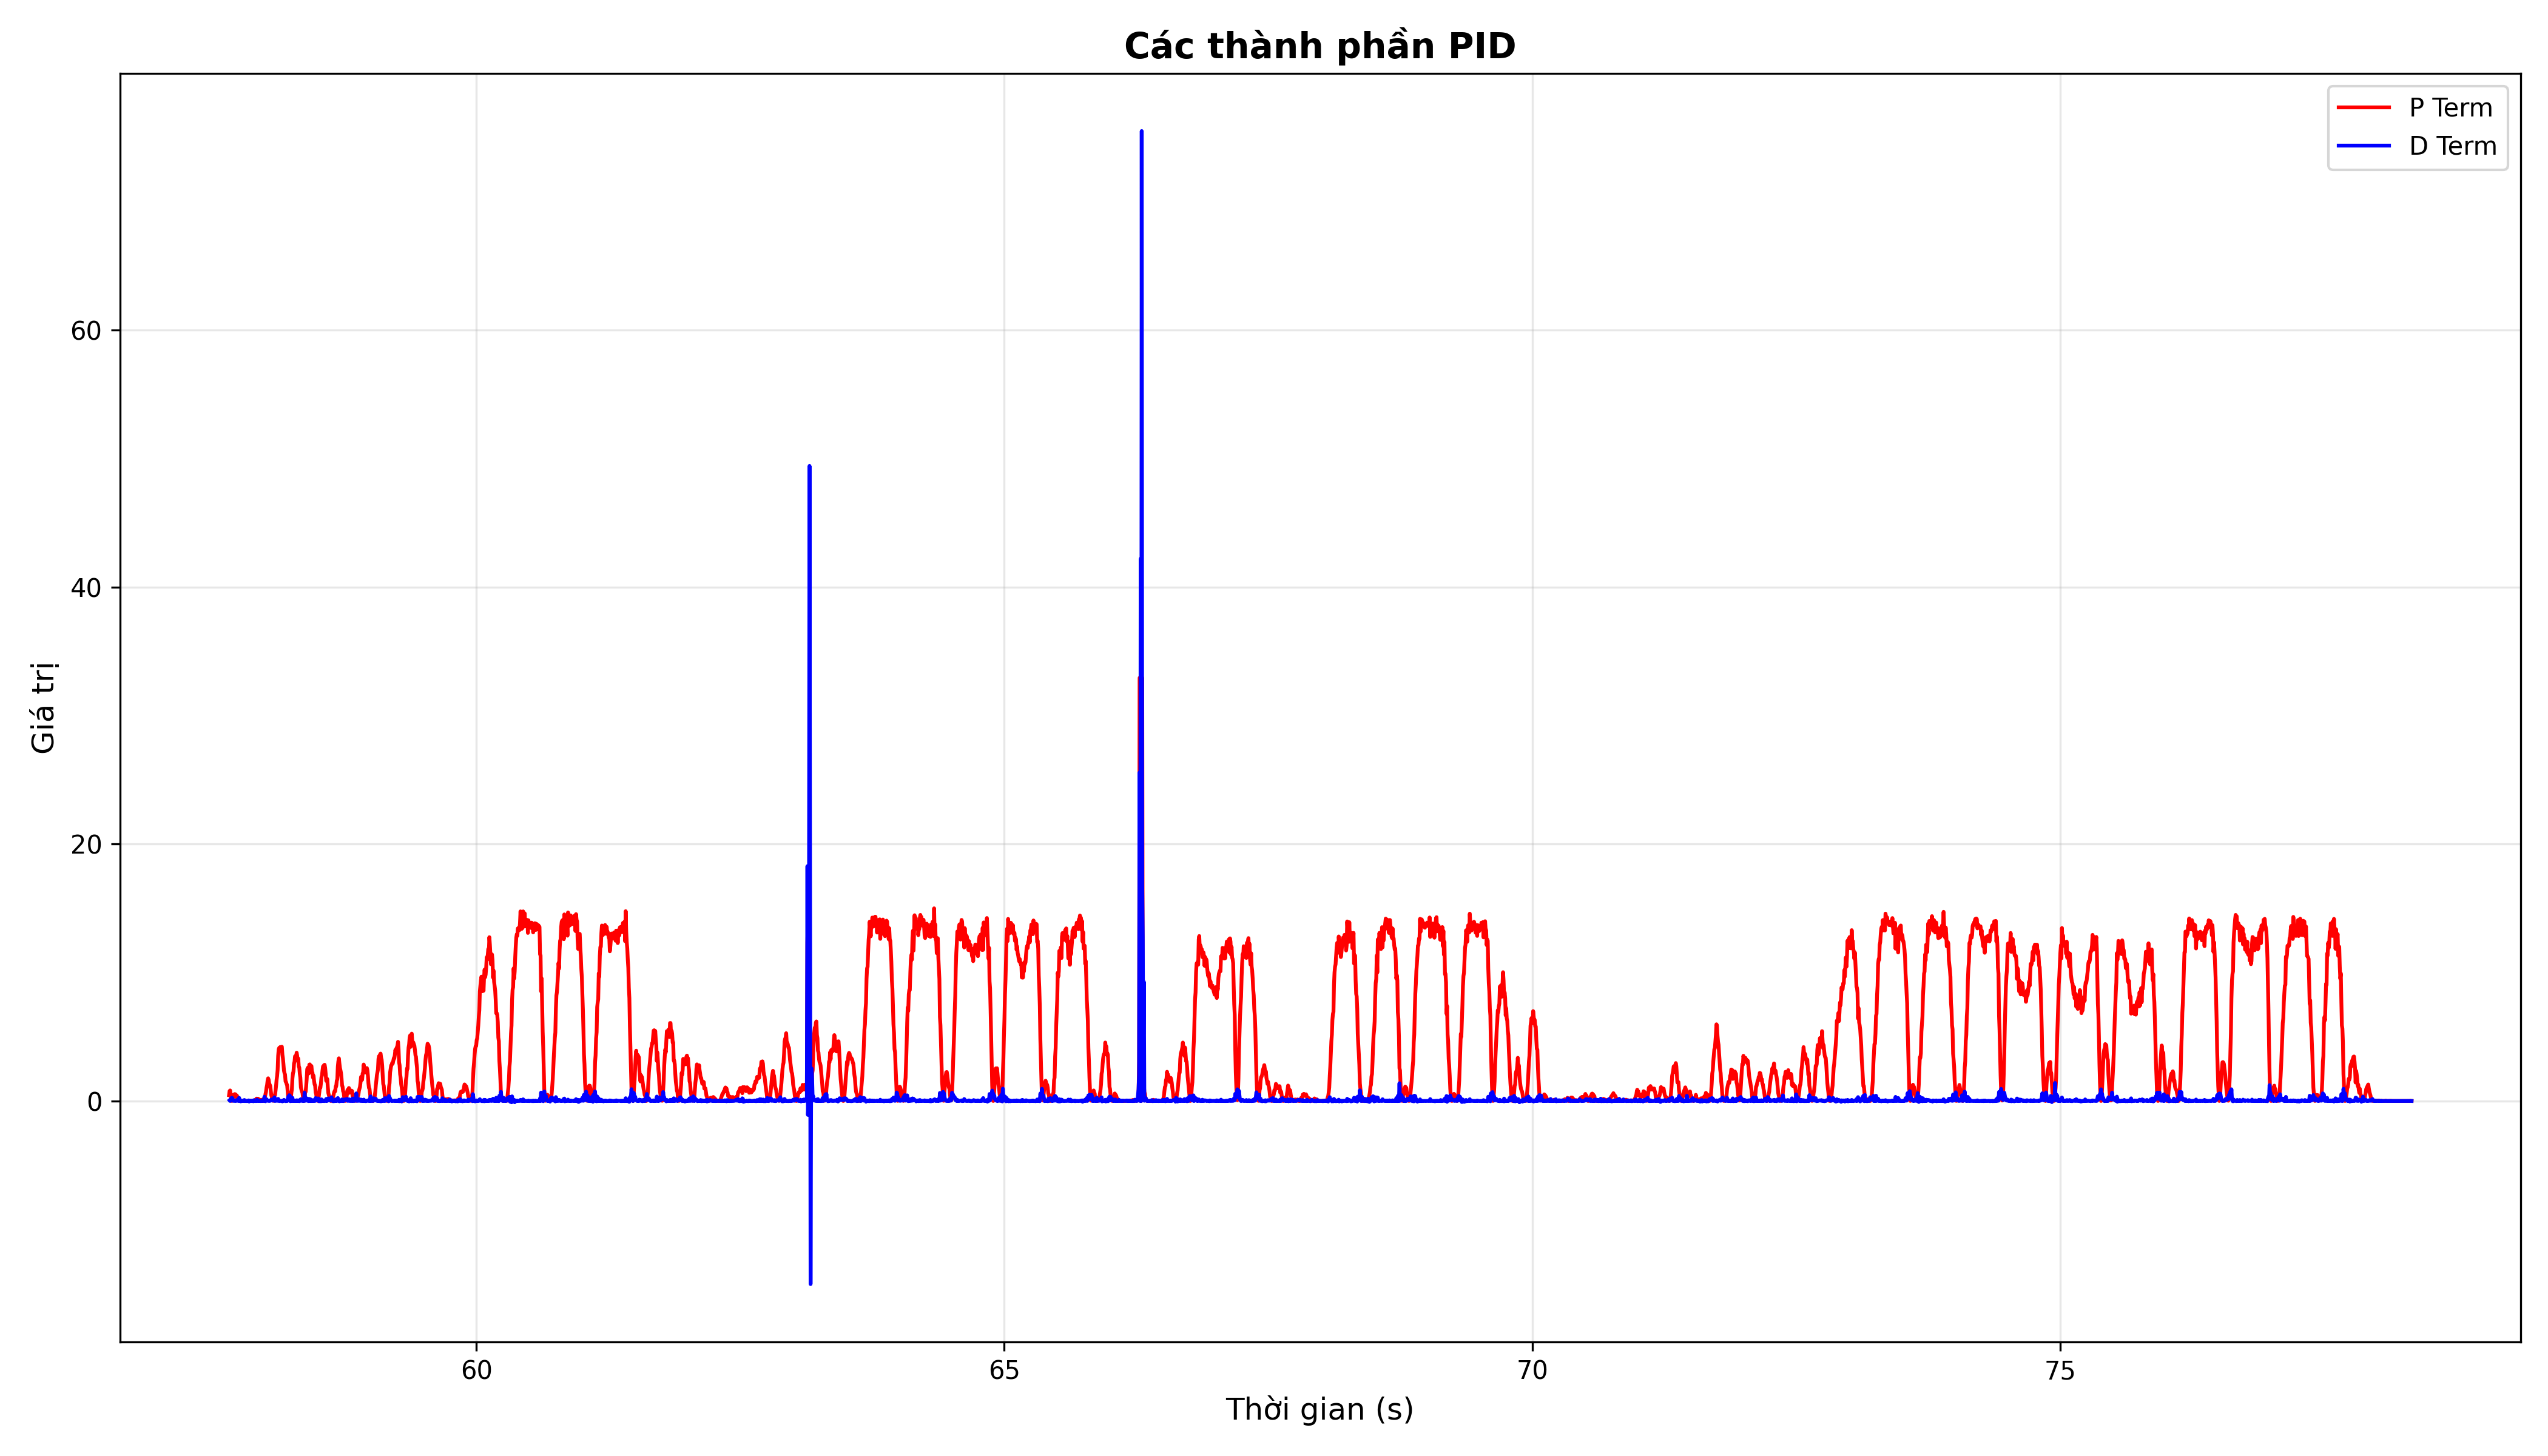 Các thành phần PID
P Term
D Term
Giá trị
60
40
20
0
60
65
70
75
Thời gian (s)